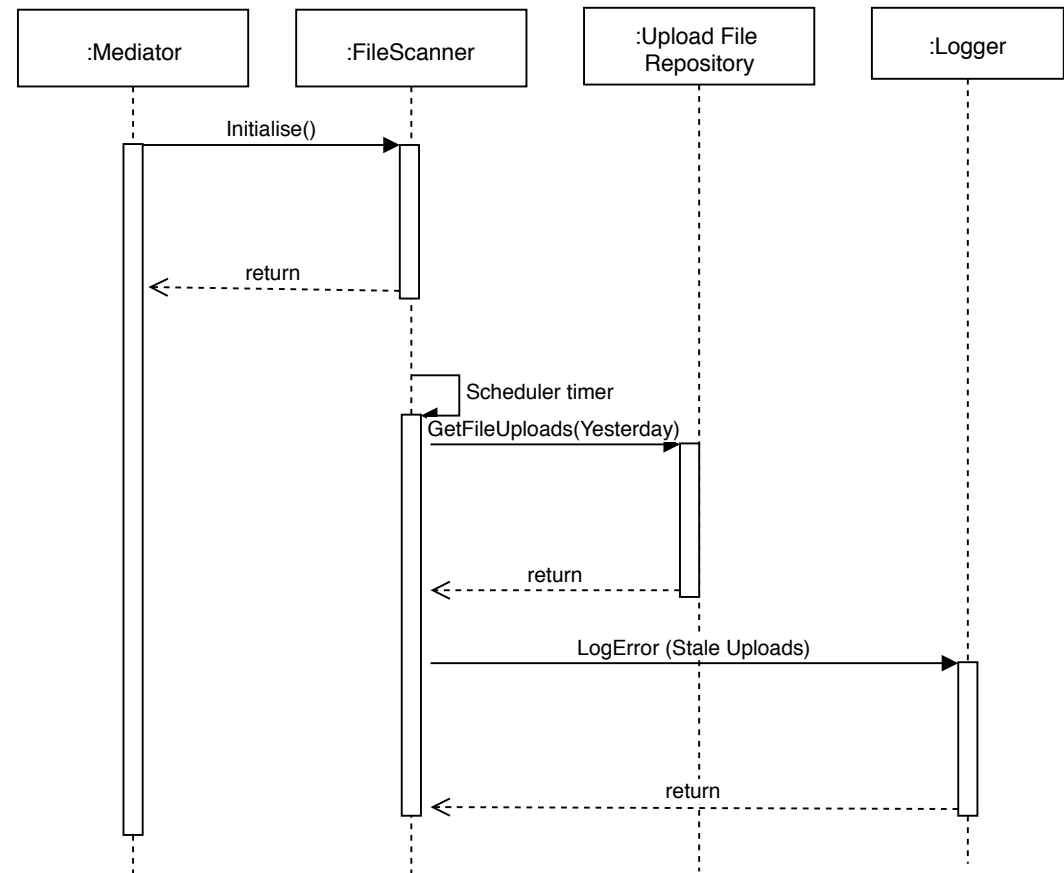 :Mediator
:FileScanner
:Upload File
Repository
:Logger
Initialise()
return
Scheduler timer
GetFileUploads(Yesterday)
return
LogError (Stale Uploads)
return